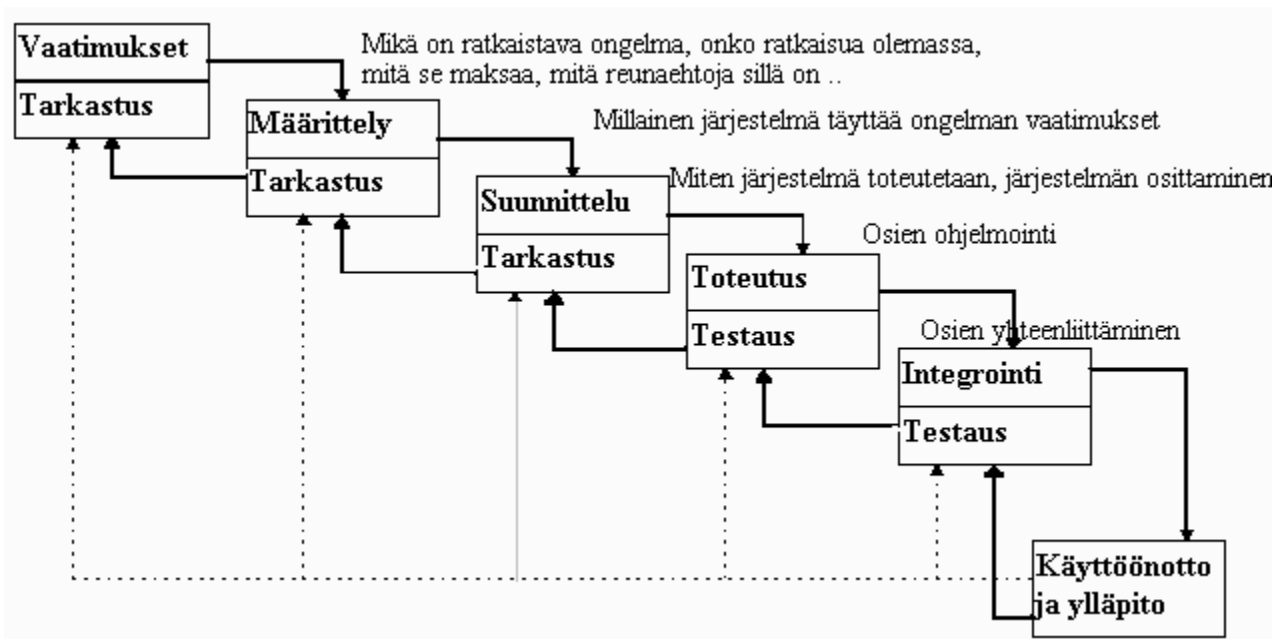 Vaatimukset
Tarkastus
Mikä on ratkaistava ongelma, onko ratkaisua olemassa,
mitä se maksaa, mitä reunaehtoja sillä on ..
Määrittely
Tarkastus
Millainen järjestelmä täyttää ongelman vaatimukset
Suunnittelu
Tarkastus
Miten järjestelmä toteutetaan, järjestelmän osittaminen
Toteutus
Testaus
Osien ohjelmointi
Osien yhteenliittäminen
Integrointi
Testaus
Käyttöönotto
ja ylläpito